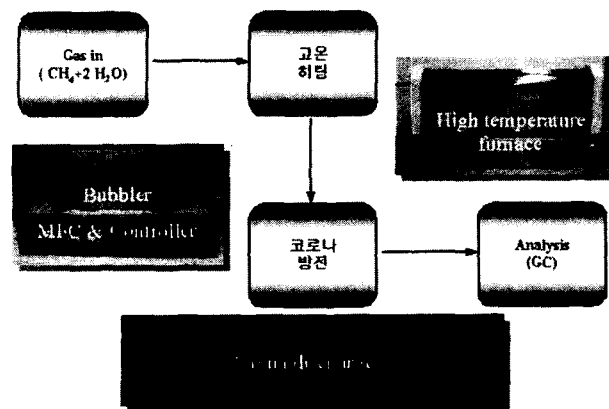 Gas in
( CH₄+2 H₂O)
고온
히팅
High temperature
furnace
Bubbler
MFC & Controller
코로나
방전
Analysis
(GC)